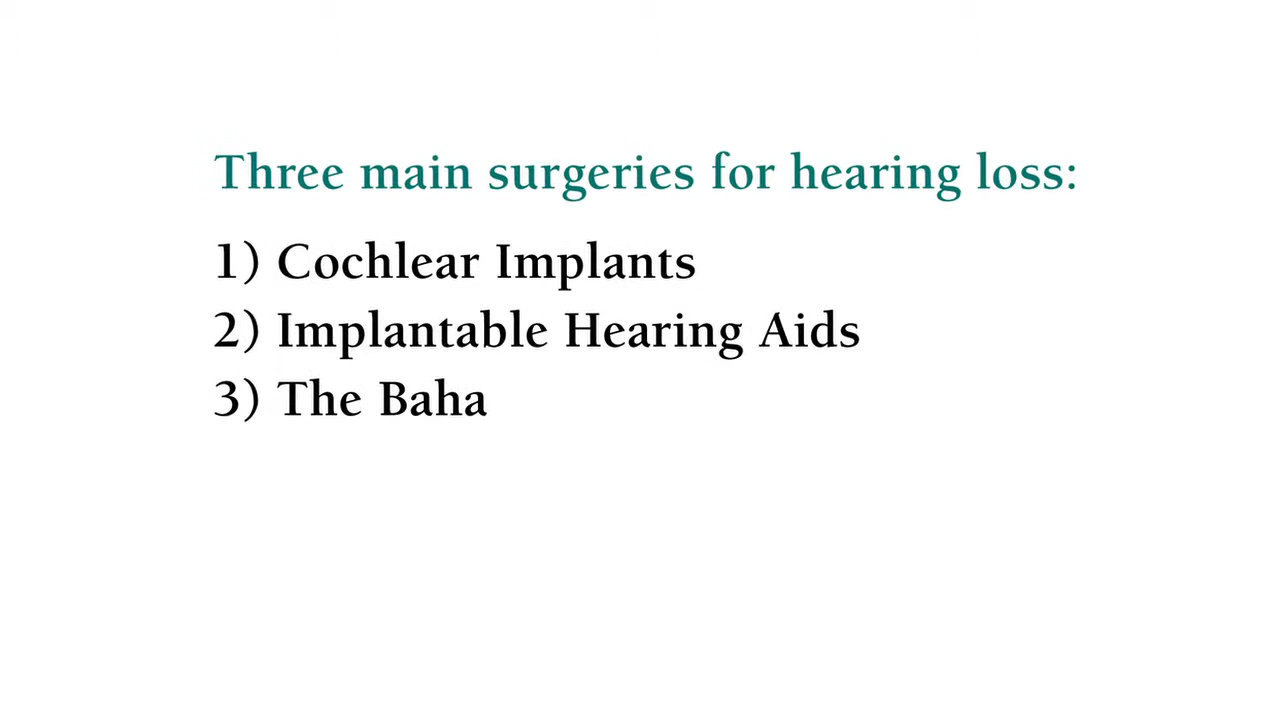 Three main surgeries for hearing loss:
1) Cochlear Implants
2) Implantable Hearing Aids
3) The Baha